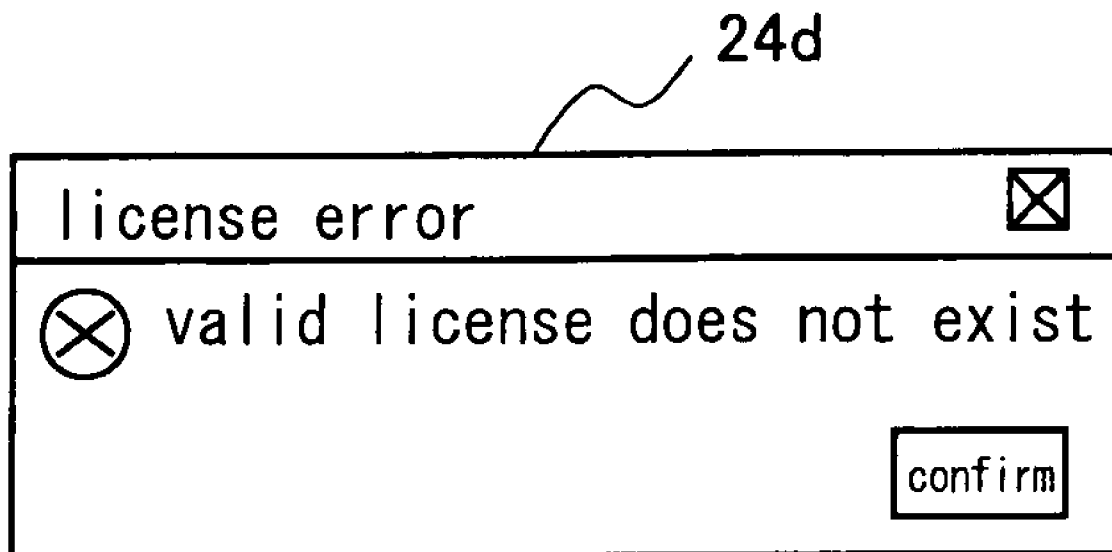 24d
license error
valid license does not exist
confirm